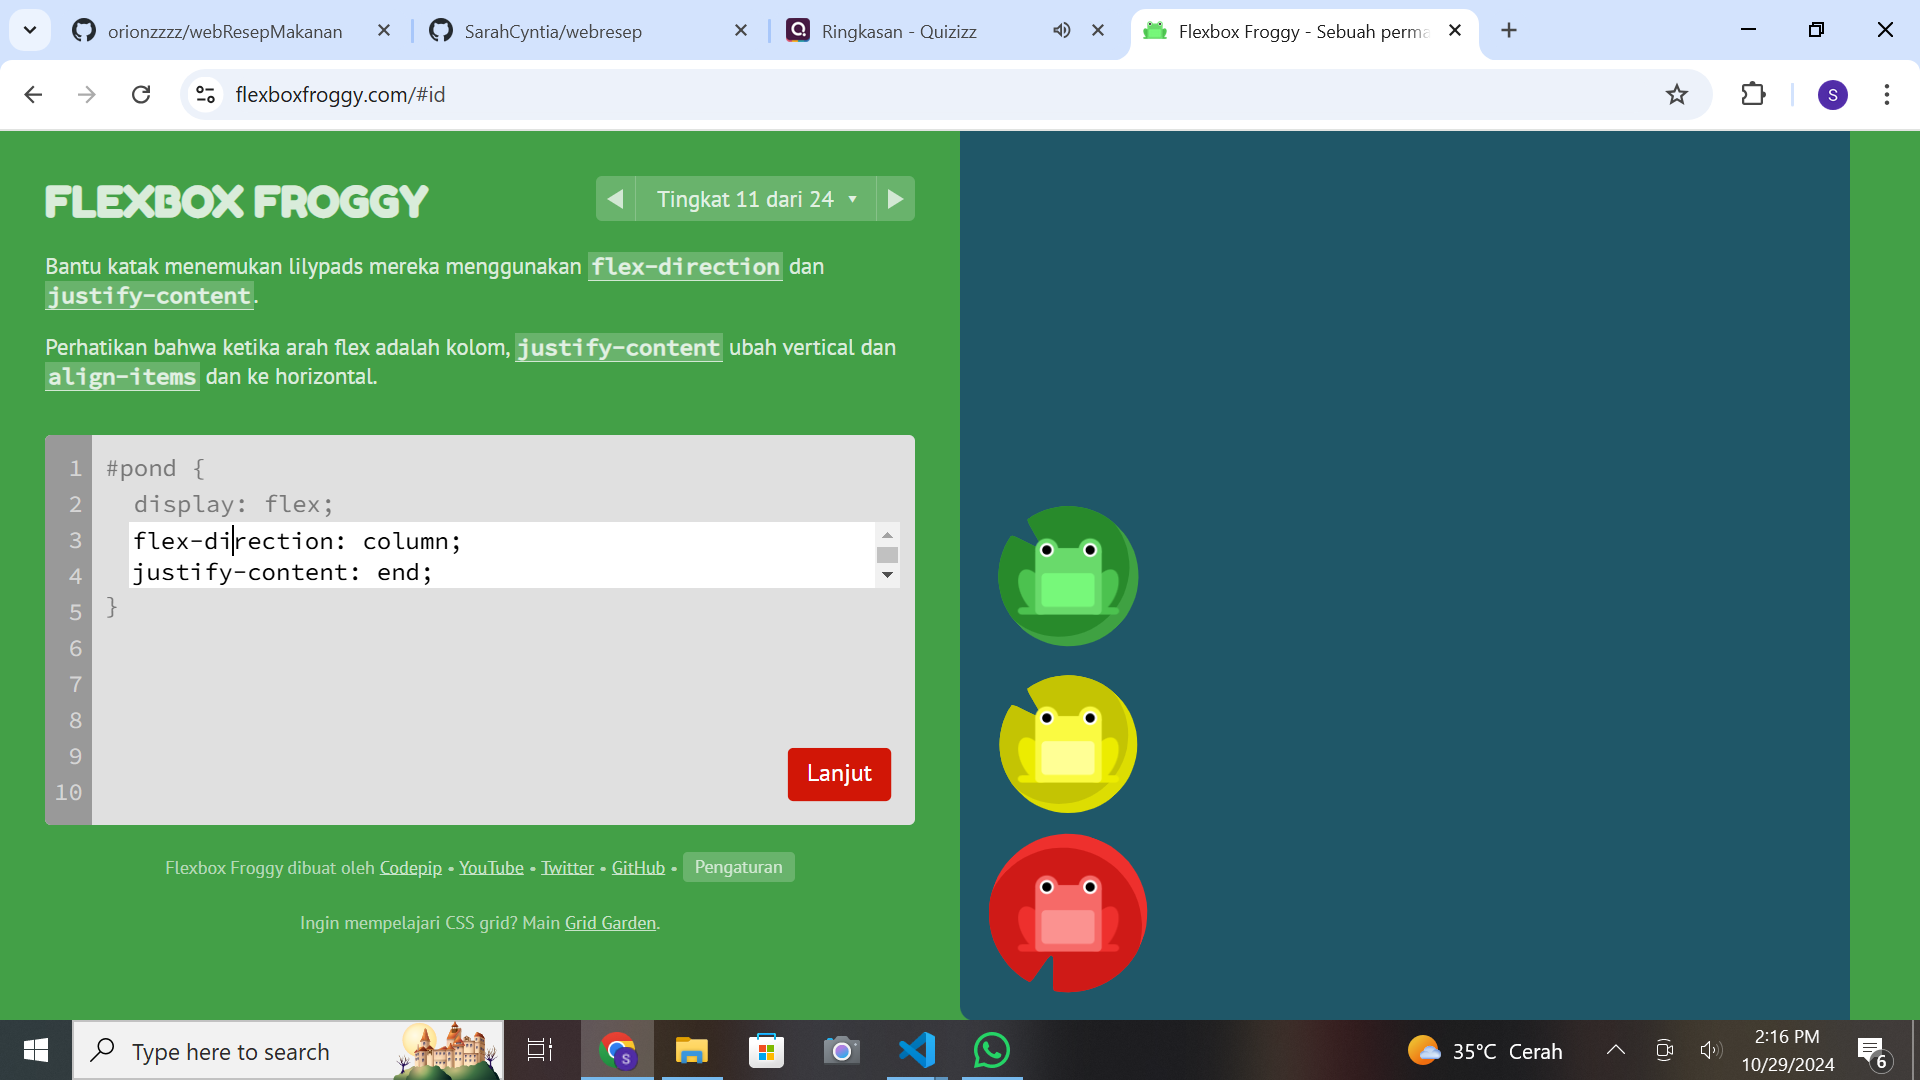 orionzzzz/webResepMakanan
SarahCyntia/webresep
Ringkasan - Quizizz
Flexbox Froggy - Sebuah perma
flexboxfroggy.com/#id
S
FLEXBOX FROGGY
Tingkat 11 dari 24
Bantu katak menemukan lilypads mereka menggunakan flex-direction dan
justify-content.
Perhatikan bahwa ketika arah flex adalah kolom, justify-content ubah vertical dan
align-items dan ke horizontal.
1 #pond {
2 display: flex;
3 flex-direction: column;
4 justify-content: end;
5 }
6
7
8
9
10
Lanjut
Flexbox Froggy dibuat oleh Codepip • YouTube • Twitter • GitHub • Pengaturan
Ingin mempelajari CSS grid? Main Grid Garden.
Type here to search
S
35°C Cerah
2:16 PM
10/29/2024
6